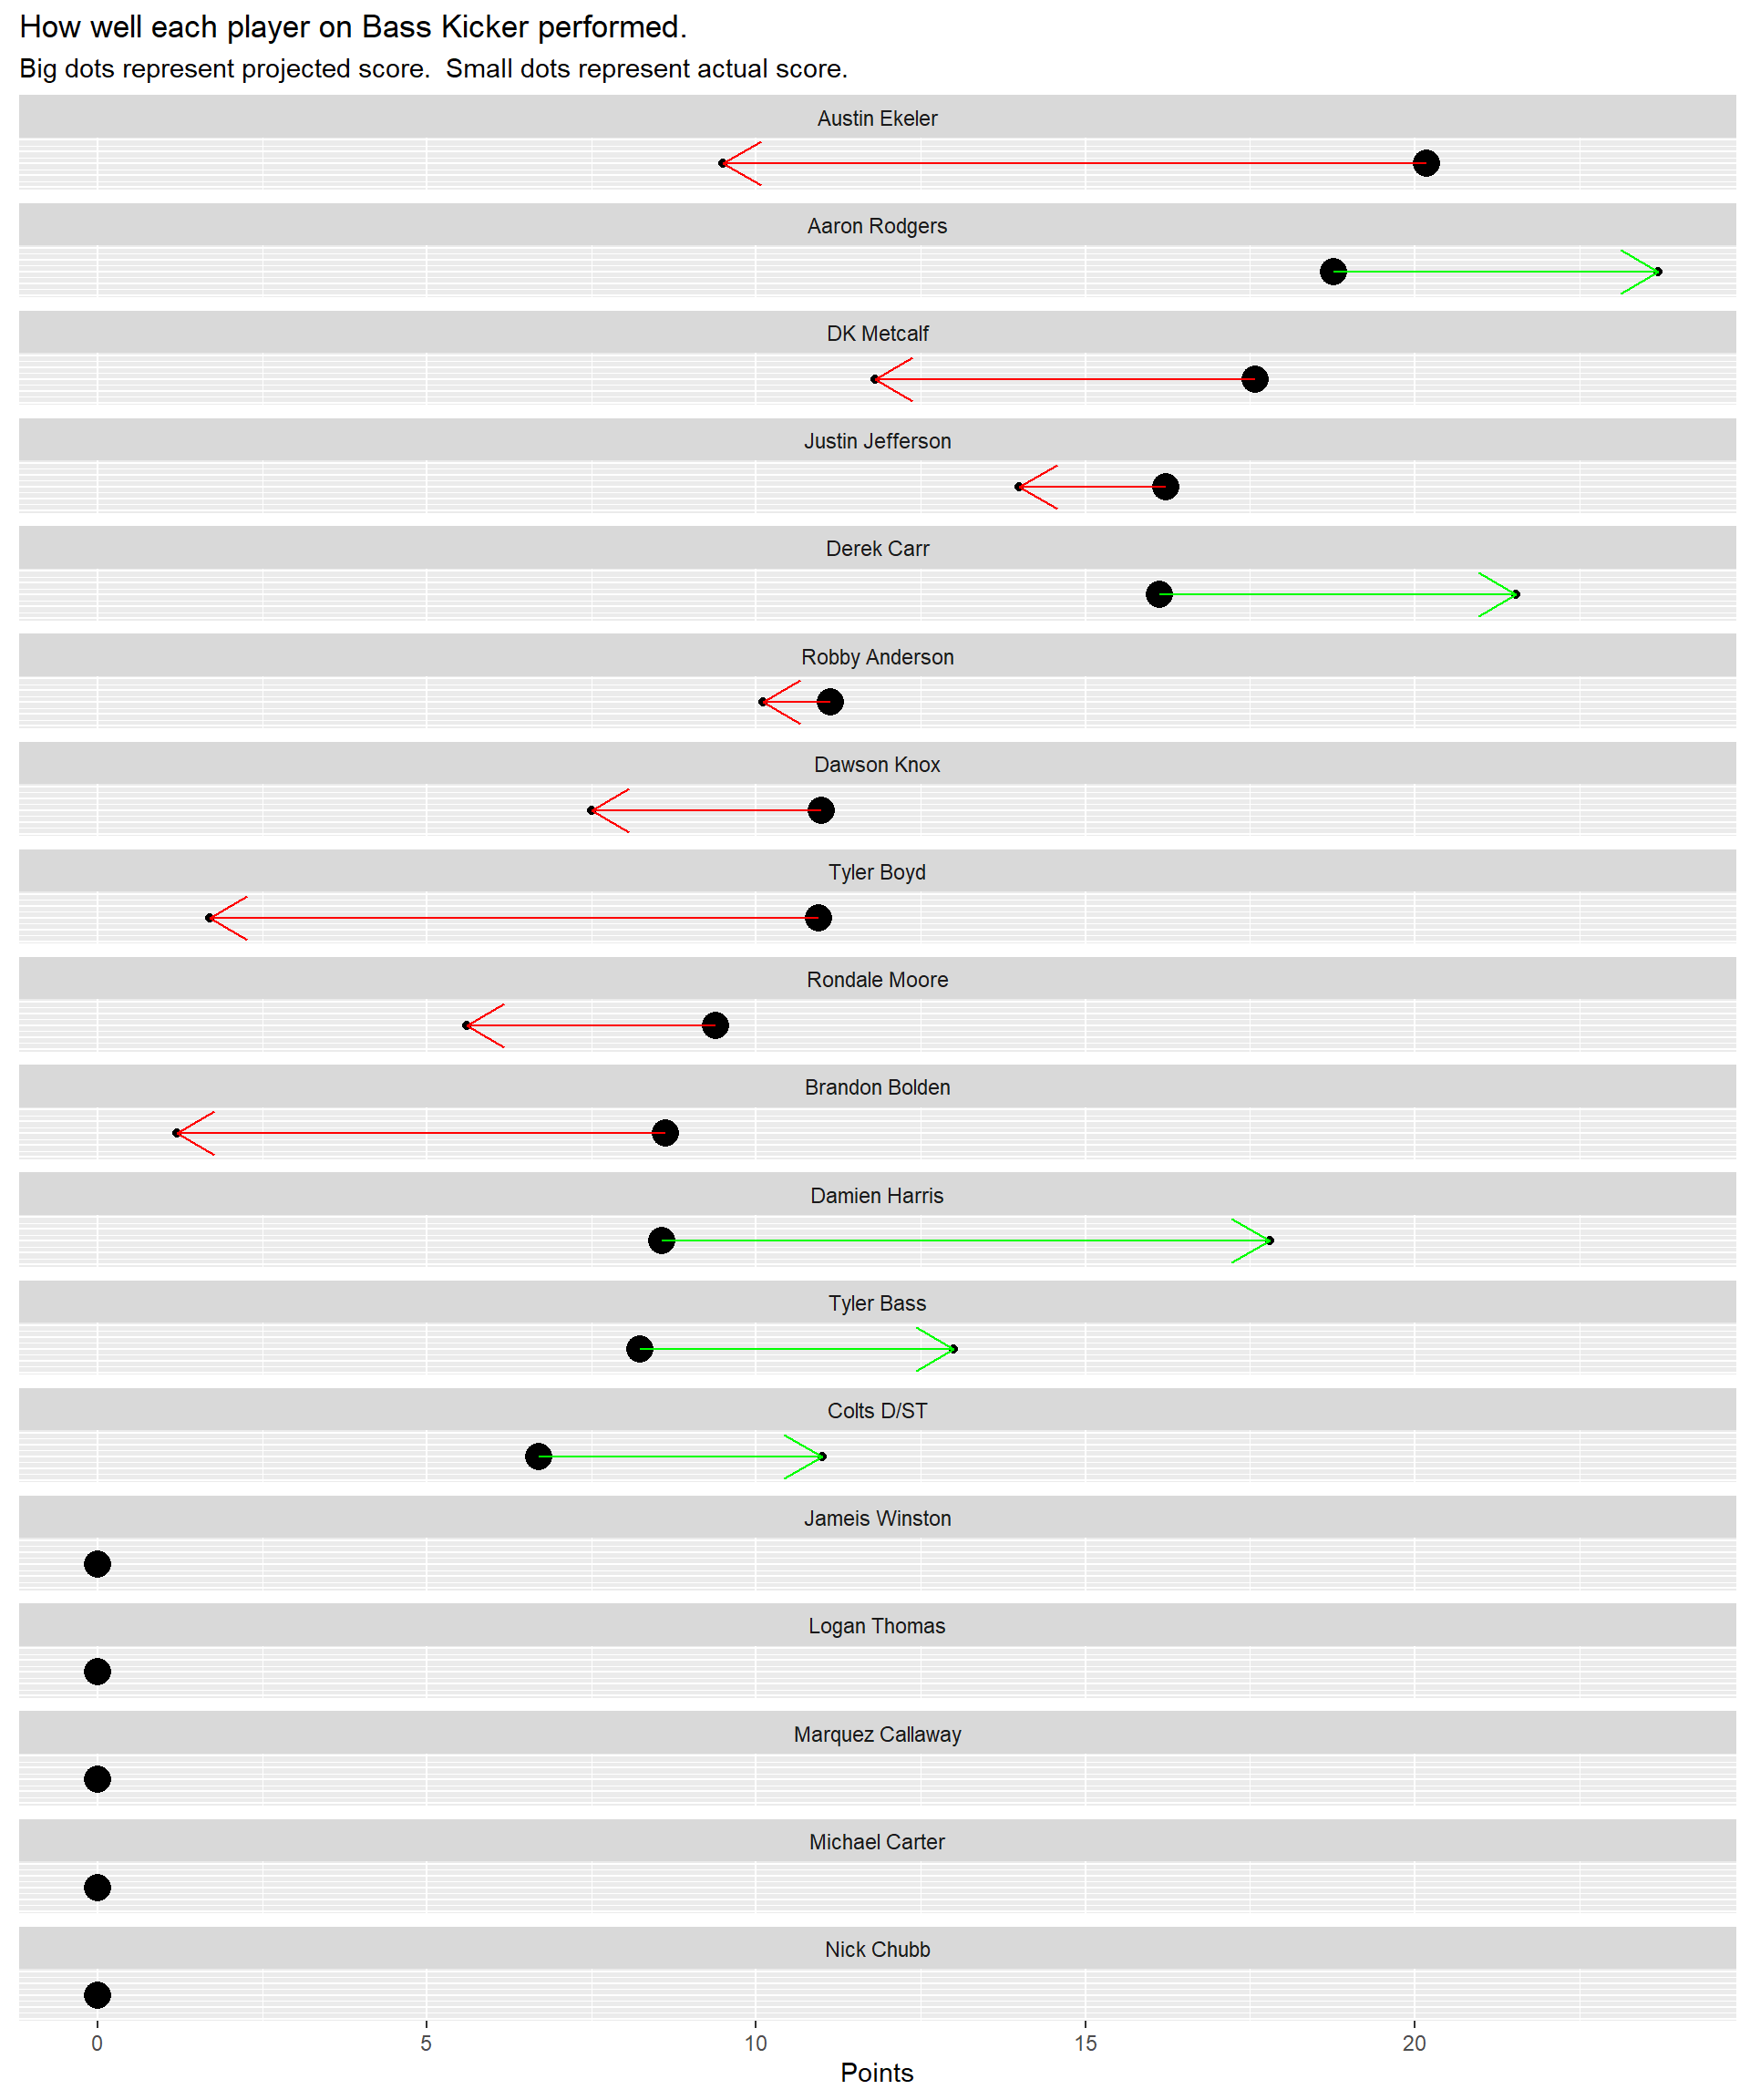 How well each player on Bass Kicker performed.
Big dots represent projected score.  Small dots represent actual score.
Austin Ekeler
Aaron Rodgers
DK Metcalf
Justin Jefferson
Derek Carr
Robby Anderson
Dawson Knox
Tyler Boyd
Rondale Moore
Brandon Bolden
Damien Harris
Tyler Bass
Colts D/ST
Jameis Winston
Logan Thomas
Marquez Callaway
Michael Carter
Nick Chubb
0 5 10 15 20
Points